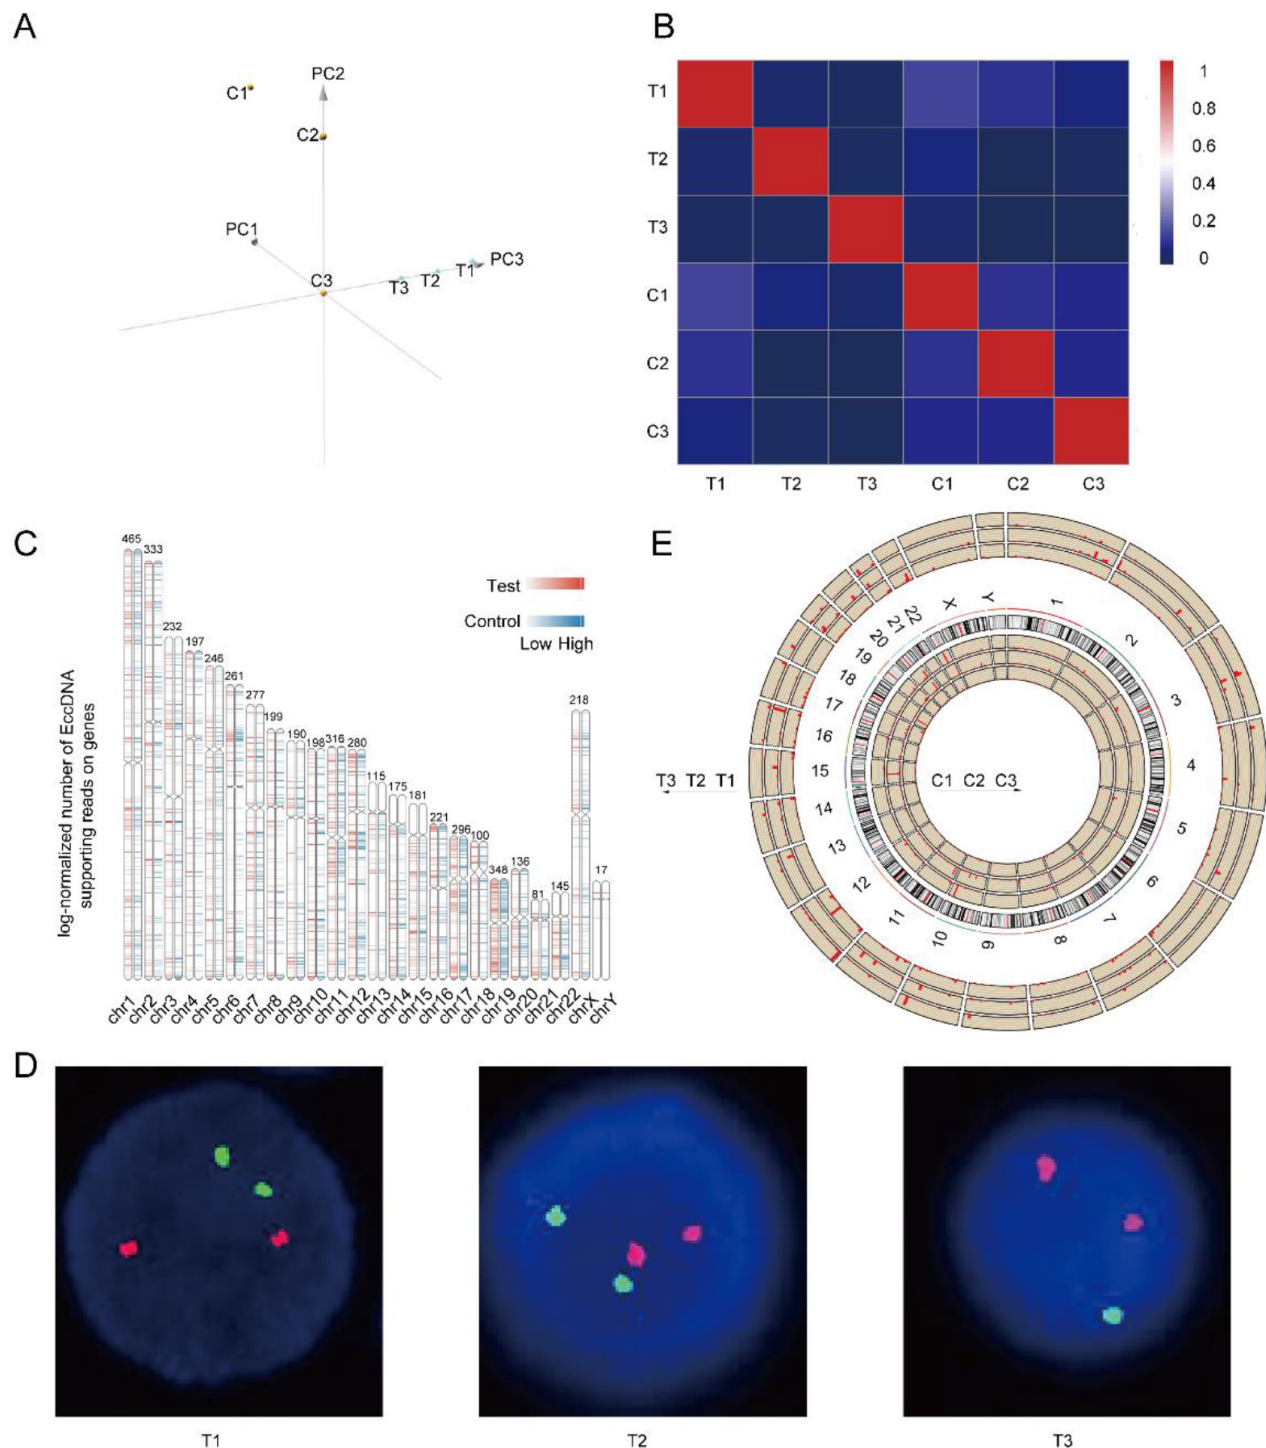 A
PC2
C1
C2
PC1
C3
T3
T2
T1
PC3
B
T1
T2
T3
C1
C2
C3
T1 T2 T3 C1 C2 C3
1
0.8
0.6
0.4
0.2
0
C
log-normalized number of EccDNA
supporting reads on genes
465
333
232
197
246
261
277
199
190
198
316
280
115
175
181
221
296
100
348
136
81
145
218
17
Test
Control
Low High
chr1
chr2
chr3
chr4
chr5
chr6
chr7
chr8
chr9
chr10
chr11
chr12
chr13
chr14
chr15
chr16
chr17
chr18
chr19
chr20
chr21
chr22
chrX
chrY
E
1
2
3
4
5
6
7
8
9
10
11
12
13
14
15
16
17
18
19
20
21
22
X
Y
T3 T2 T1
C1 C2 C3
D
T1
T2
T3